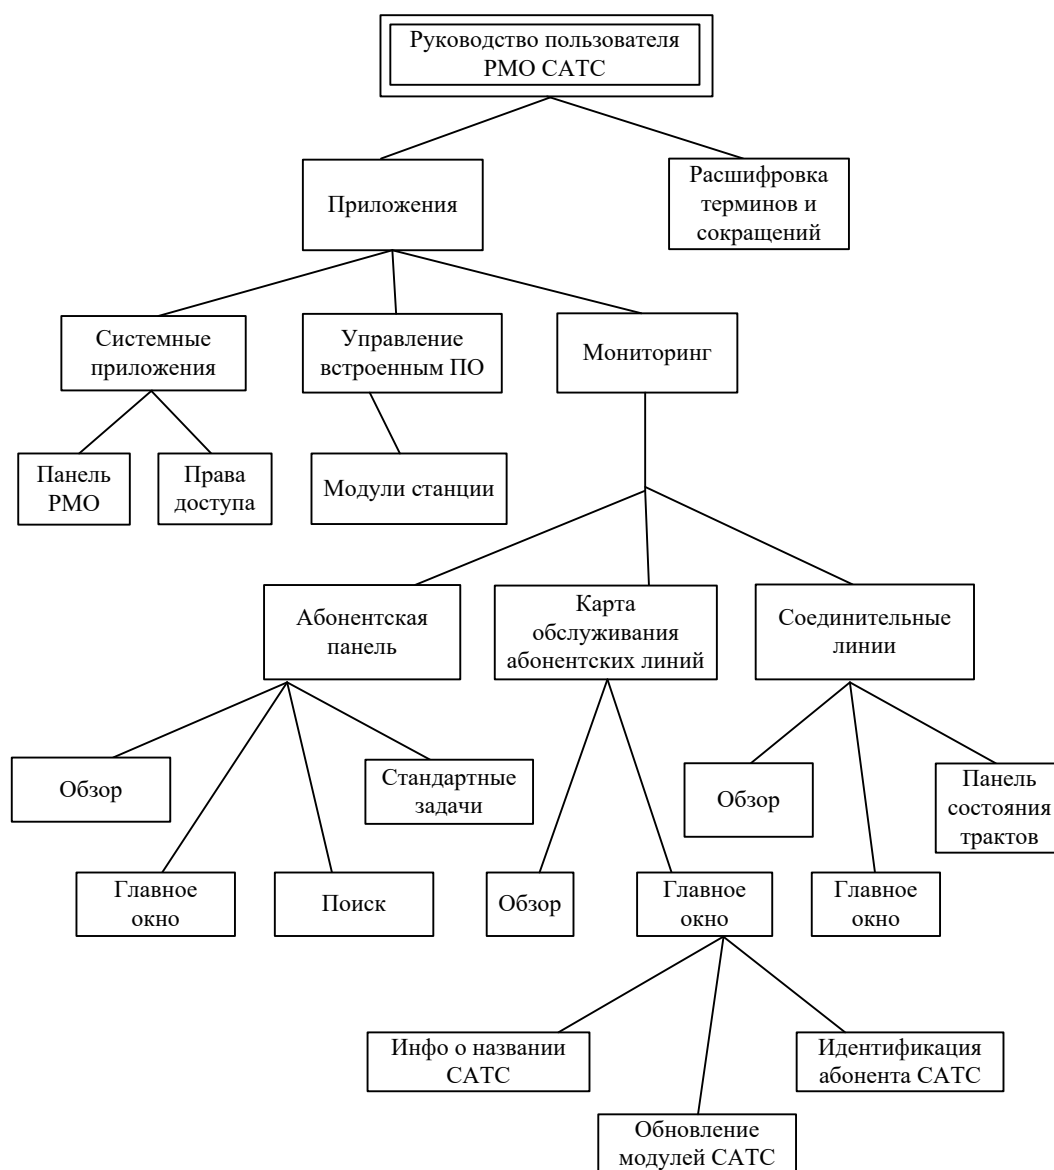 Руководство пользователя
РМО САТС
Приложения
Расшифровка
терминов и
сокращений
Системные
приложения
Управление
встроенным ПО
Мониторинг
Панель
РМО
Права
доступа
Модули станции
Абонентская
панель
Карта
обслуживания
абонентских линий
Соединительные
линии
Обзор
Стандартные
задачи
Обзор
Панель
состояния
трактов
Главное
окно
Поиск
Обзор
Главное
окно
Главное
окно
Инфо о названии
САТС
Идентификация
абонента САТС
Обновление
модулей САТС